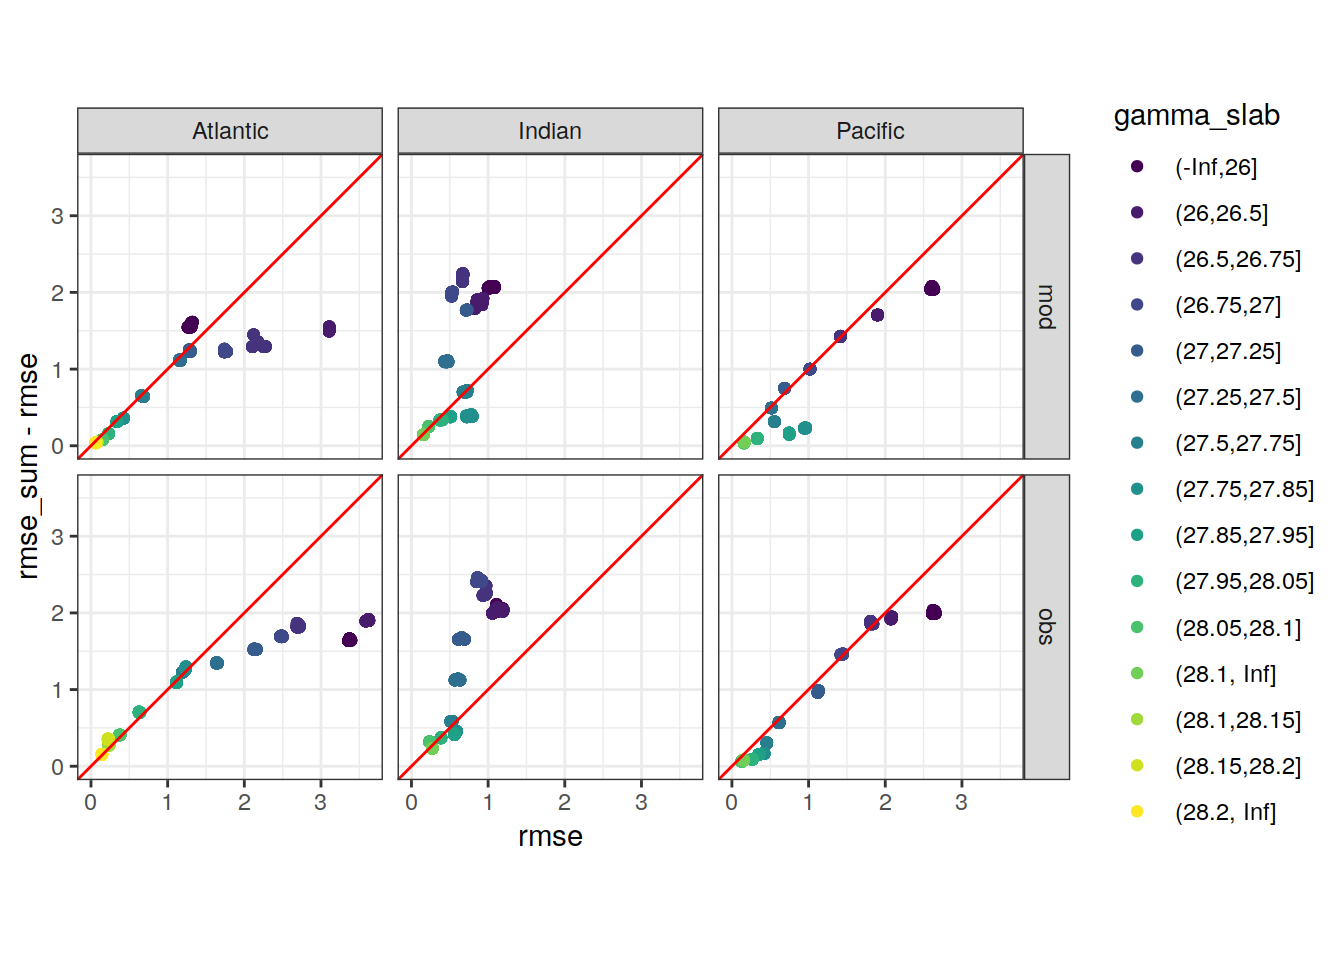 Atlantic Indian Pacific
gamma_slab
(-Inf,26]
(26,26.5]
(26.5,26.75]
(26.75,27]
(27,27.25]
(27.25,27.5]
(27.5,27.75]
(27.75,27.85]
(27.85,27.95]
(27.95,28.05]
(28.05,28.1]
(28.1, Inf]
(28.1,28.15]
(28.15,28.2]
(28.2, Inf]
mod
obs
rmse_sum - rmse
3
2
1
0
3
2
1
0
0 1 2 3 0 1 2 3 0 1 2 3
rmse